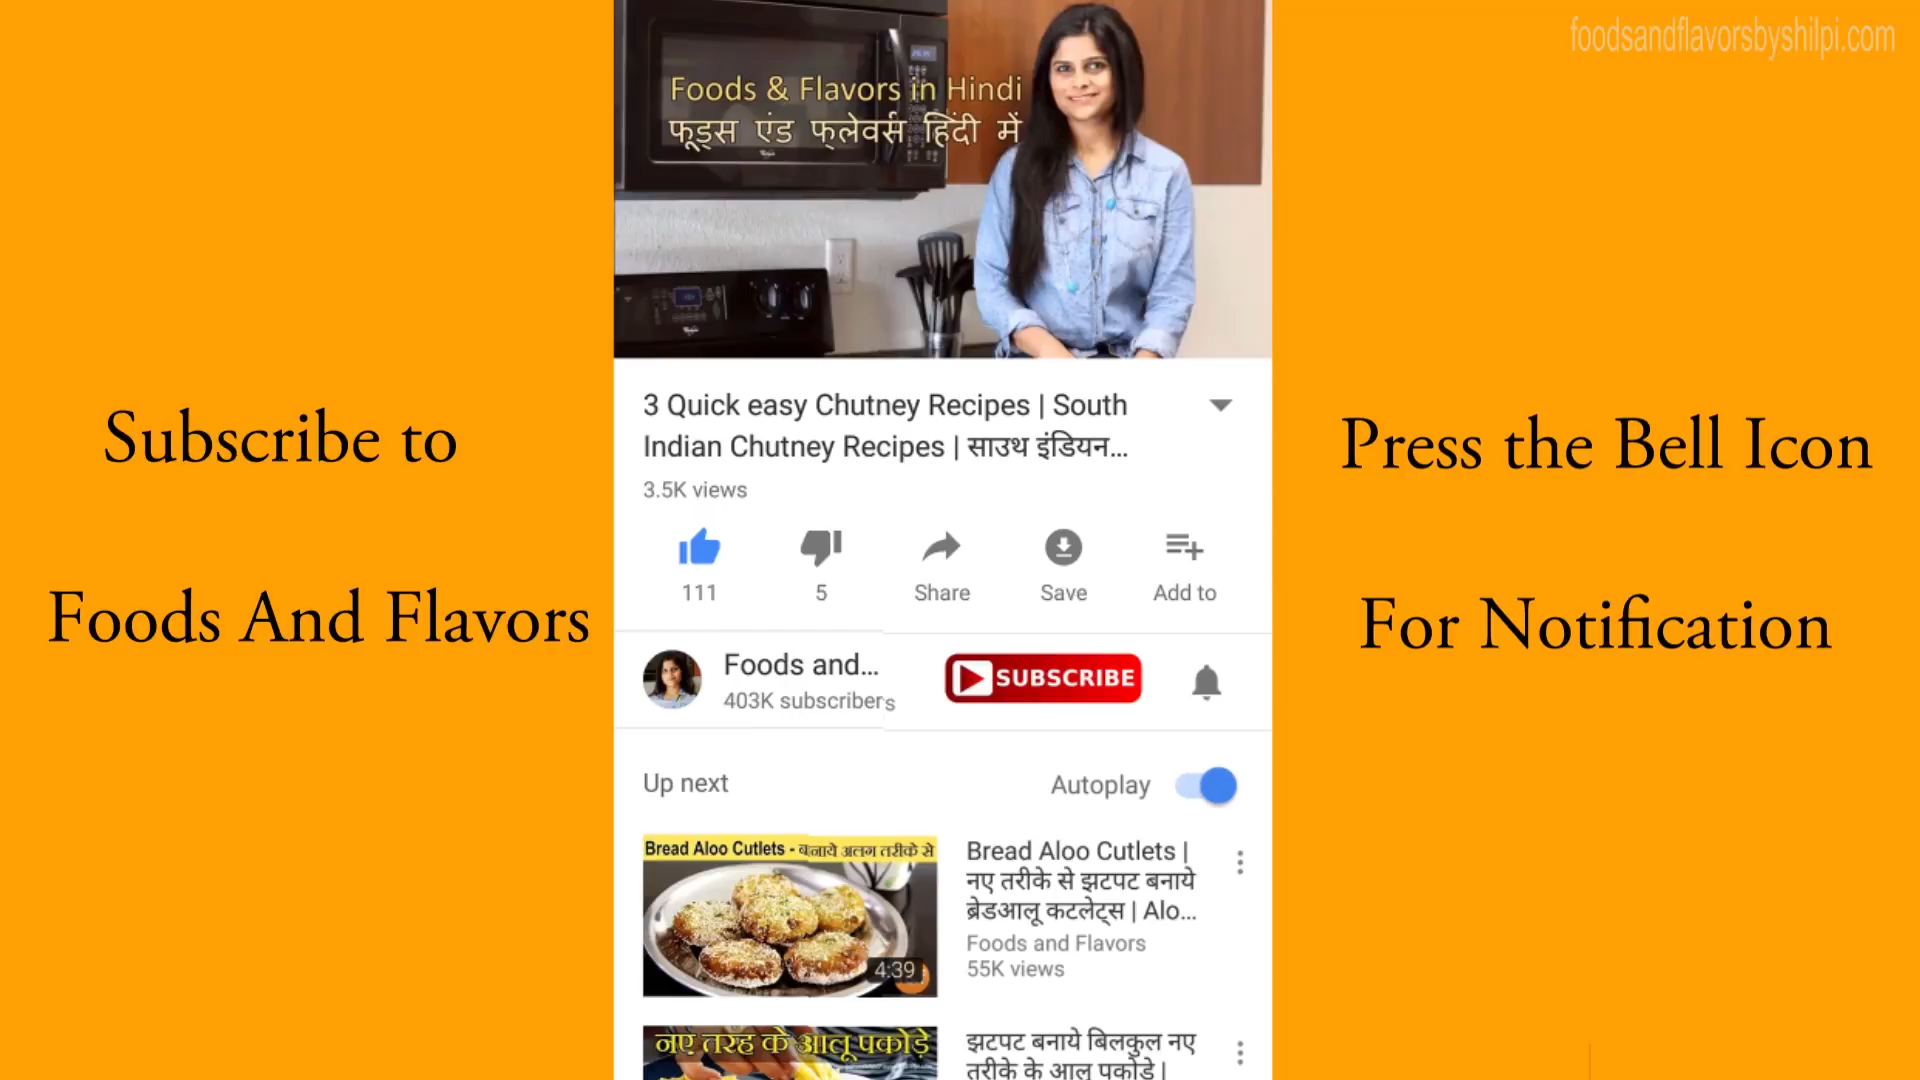 foodsandflavorsbyshilpi.com
Foods & Flavors in Hindi
फूड्स एंड फ्लेवर्स हिंदी में
3 Quick easy Chutney Recipes | South
Indian Chutney Recipes | साउथ इंडियन...
3.5K views
111
5
Share
Save
Add to
Subscribe to
Foods And Flavors
Press the Bell Icon
For Notification
Foods and...
403K subscribers
SUBSCRIBE
Up next
Autoplay
Bread Aloo Cutlets - बनाये अलग तरीके से
4:39
Bread Aloo Cutlets |
नए तरीके से झटपट बनाये
ब्रेडआलू कटलेट्स | Alo...
Foods and Flavors
55K views
नए तरह के आलू पकोड़े
झटपट बनाये बिलकुल नए
तरीके के आलू पकोड़े |